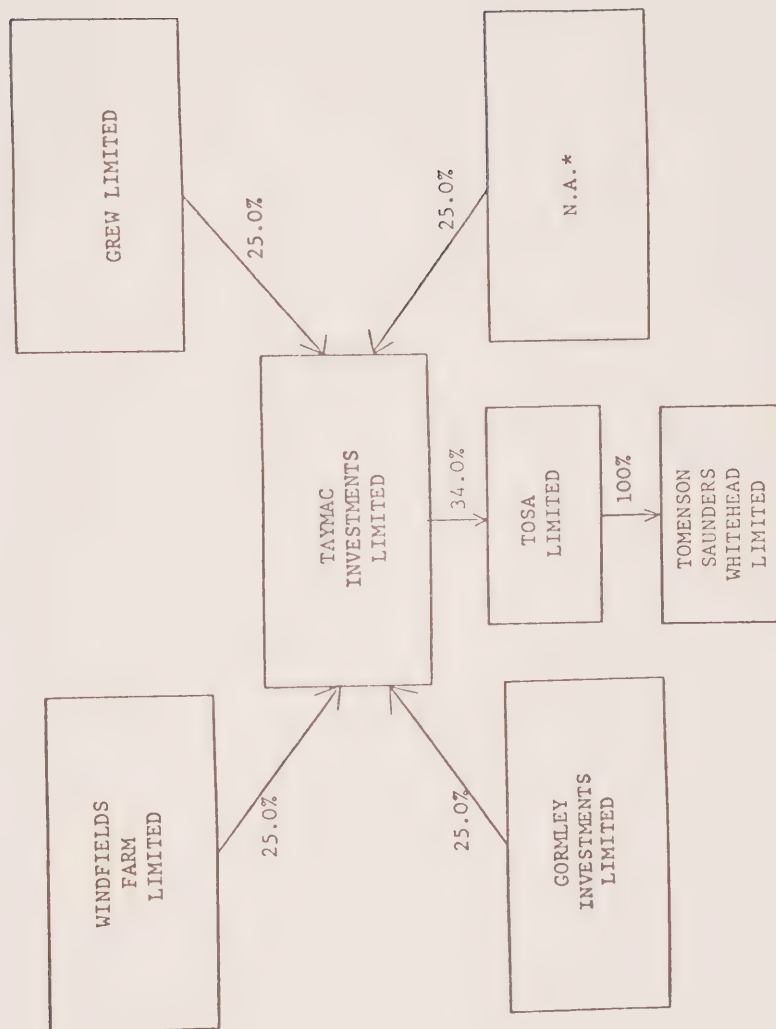 WINDFIELDS
FARM
LIMITED
GREW LIMITED
25.0%
25.0%
TAYMAC
INVESTMENTS
LIMITED
25.0%
25.0%
34.0%
GORMLEY
INVESTMENTS
LIMITED
TOSA
LIMITED
N.A.*
100%
TOMENSON
SAUNDERS
WHITEHEAD
LIMITED